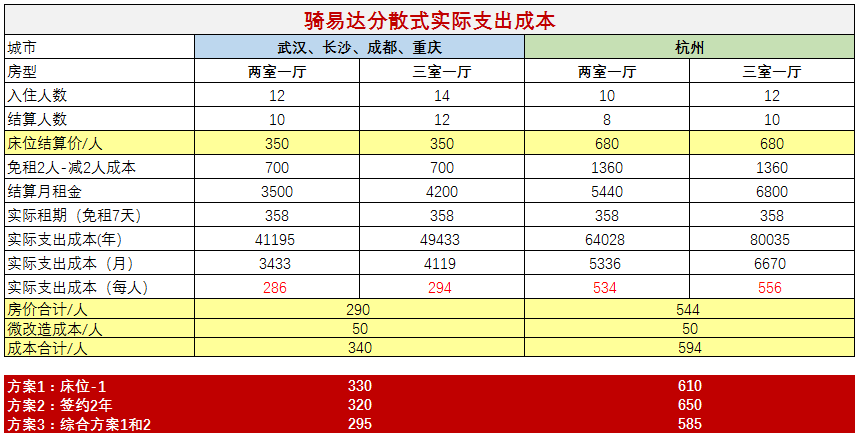 骑易达分散式实际支出成本
城市 武汉、长沙、成都、重庆 杭州
房型 两室一厅 三室一厅 两室一厅 三室一厅
入住人数 12 14 10 12
结算人数 10 12 8 10
床位结算价/人 350 350 680 680
免租2人-减2人成本 700 700 1360 1360
结算月租金 3500 4200 5440 6800
实际租期（免租7天） 358 358 358 358
实际支出成本(年) 41195 49433 64028 80035
实际支出成本（月） 3433 4119 5336 6670
实际支出成本（每人） 286 294 534 556
房价合计/人 290 544
微改造成本/人 50 50
成本合计/人 340 594
方案1：床位-1 330 610
方案2：签约2年 320 650
方案3：综合方案1和2 295 585